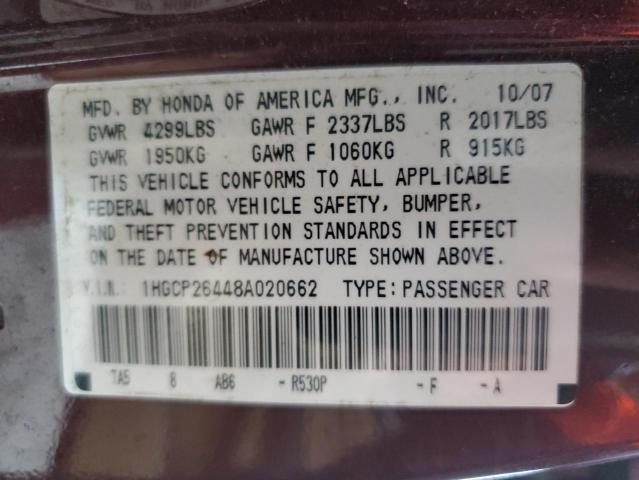 MFD. BY HONDA OF AMERICA MFG., INC. 10/07
GVWR 4299LBS GAWR F 2337LBS R 2017LBS
GVWR 1950KG GAWR F 1060KG R 915KG
THIS VEHICLE CONFORMS TO ALL APPLICABLE
FEDERAL MOTOR VEHICLE SAFETY, BUMPER,
AND THEFT PREVENTION STANDARDS IN EFFECT
ON THE DATE OF MANUFACTURE SHOWN ABOVE.
V.I.N.: 1HGCP26448A020662 TYPE: PASSENGER CAR
TA5 8 AB6 - R530P - F - A